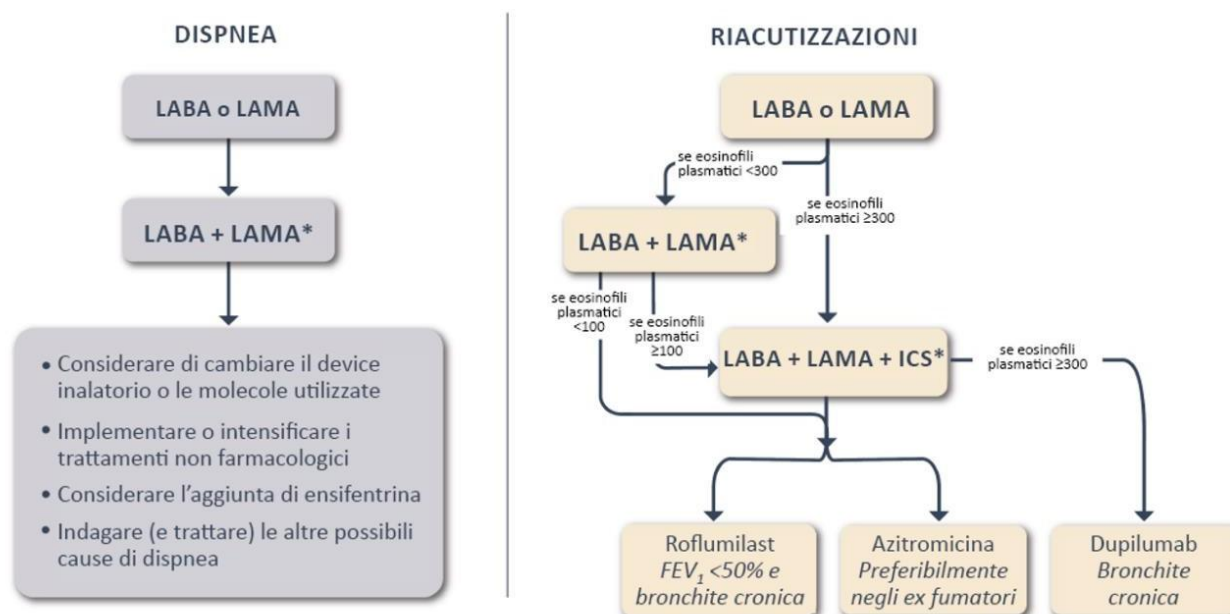 DISPNEA
LABA o LAMA
LABA + LAMA*
• Considerare di cambiare il device
inalatorio o le molecole utilizzate
• Implementare o intensificare i
trattamenti non farmacologici
• Considerare l'aggiunta di ensifentrina
• Indagare (e trattare) le altre possibili
cause di dispnea
RIACUTIZZAZIONI
LABA o LAMA
se eosinofili
plasmatici <300
se eosinofili
plasmatici ≥300
LABA + LAMA*
se eosinofili
plasmatici
<100
se eosinofili
plasmatici
≥100
LABA + LAMA + ICS*
se eosinofili
plasmatici ≥300
Roflumilast
FEV₁ <50% e
bronchite cronica
Azitromicina
Preferibilmente
negli ex fumatori
Dupilumab
Bronchite
cronica